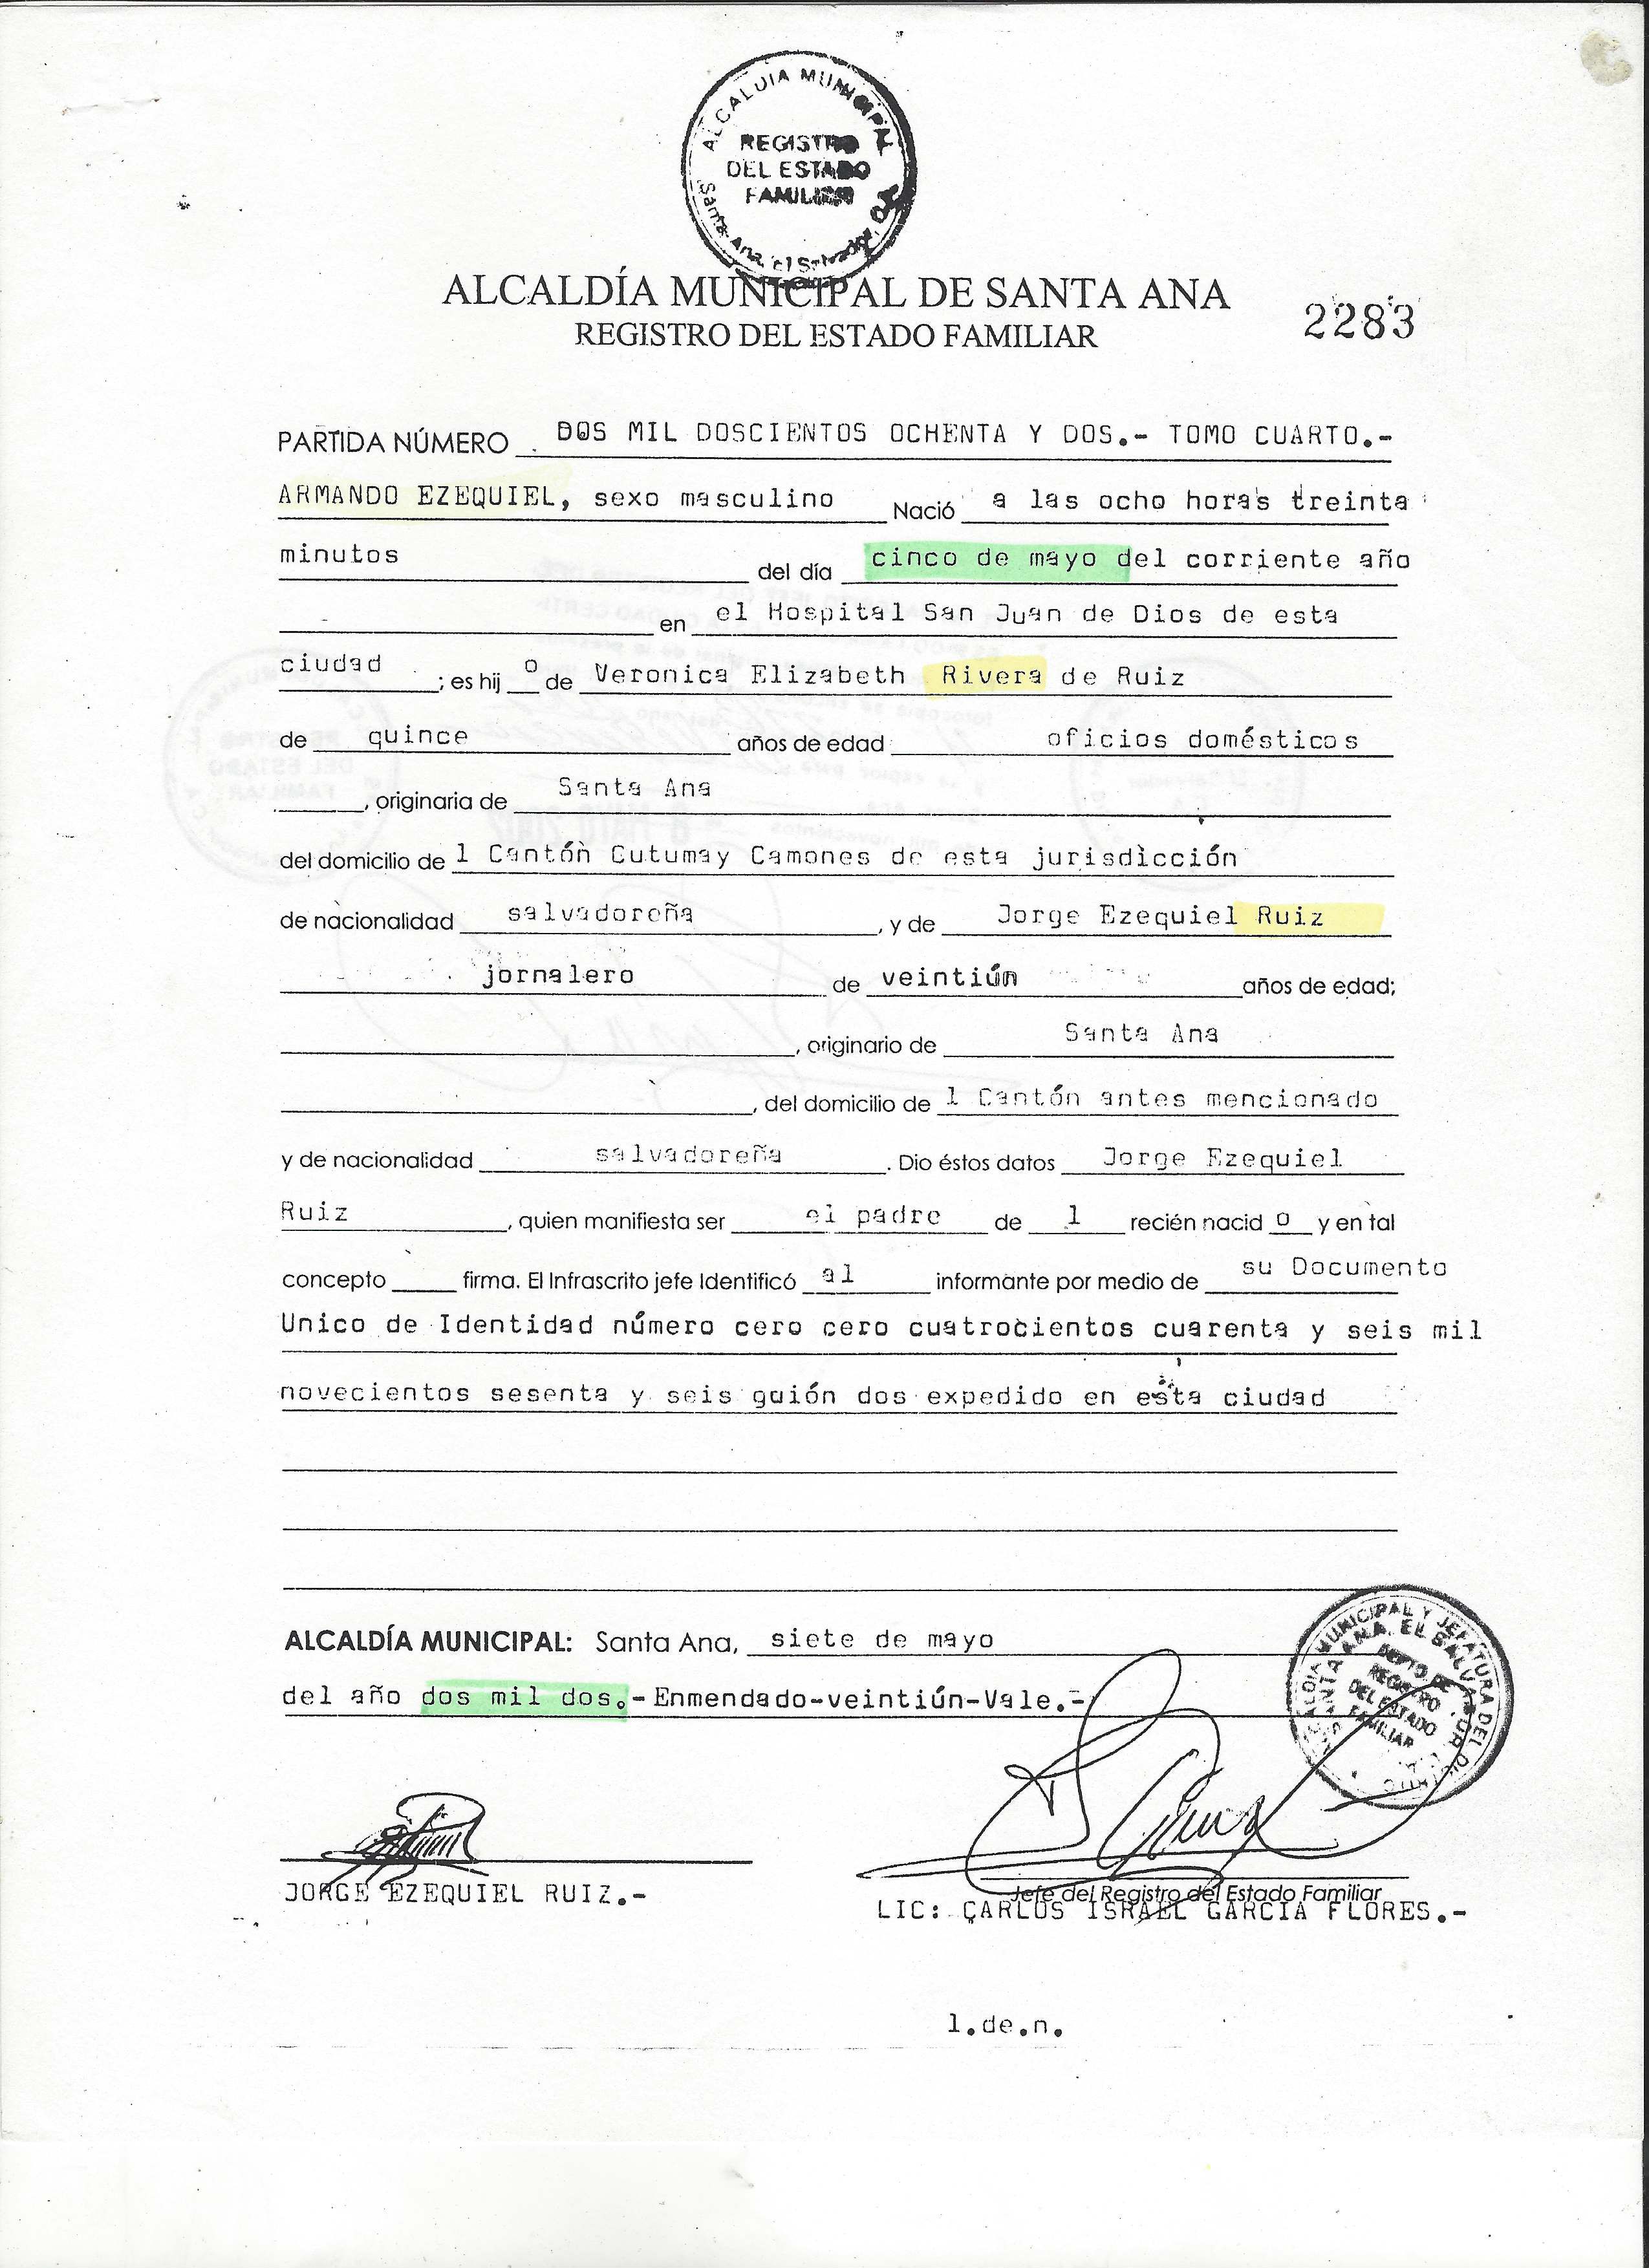 ALCALDIA MUNICIPAL
REGISTRO
DEL ESTADO
FAMILIAR
Santa Ana, El Salvador,
ALCALDÍA MUNICIPAL DE SANTA ANA
REGISTRO DEL ESTADO FAMILIAR
2283
PARTIDA NÚMERO DOS MIL DOSCIENTOS OCHENTA Y DOS.- TOMO CUARTO.-
ARMANDO EZEQUIEL, sexo masculino Nació a las ocho horas treinta
minutos del día cinco de mayo del corriente año
en el Hospital San Juan de Dios de esta
ciudad ; es hij o de Veronica Elizabeth Rivera de Ruiz
de quince años de edad oficios domésticos
, originaria de Santa Ana
del domicilio de l Cantón Cutumay Camones de esta jurisdicción
de nacionalidad salvadoreña , y de Jorge Ezequiel Ruiz
jornalero de veintiún años de edad;
, originario de Santa Ana
, del domicilio de l Cantón antes mencionado
y de nacionalidad salvadoreña . Dio éstos datos Jorge Ezequiel
Ruiz , quien manifiesta ser el padre de l recién nacid o y en tal
concepto firma. El Infrascrito jefe Identificó al informante por medio de su Documento
Unico de Identidad número cero cero cuatrocientos cuarenta y seis mil
novecientos sesenta y seis guión dos expedido en esta ciudad
ALCALDÍA MUNICIPAL: Santa Ana, siete de mayo
del año dos mil dos.- Enmendado-veintiún-Vale.-
ALCALDIA MUNICIPAL Y JEFATURA DEL
SANTA ANA, EL SALVADOR
DEPTO DE
REGISTRO
DEL ESTADO
FAMILIAR
JORGE EZEQUIEL RUIZ.-
Jefe del Registro del Estado Familiar
LIC: CARLOS ISRAEL GARCIA FLORES.-
l.de.n.